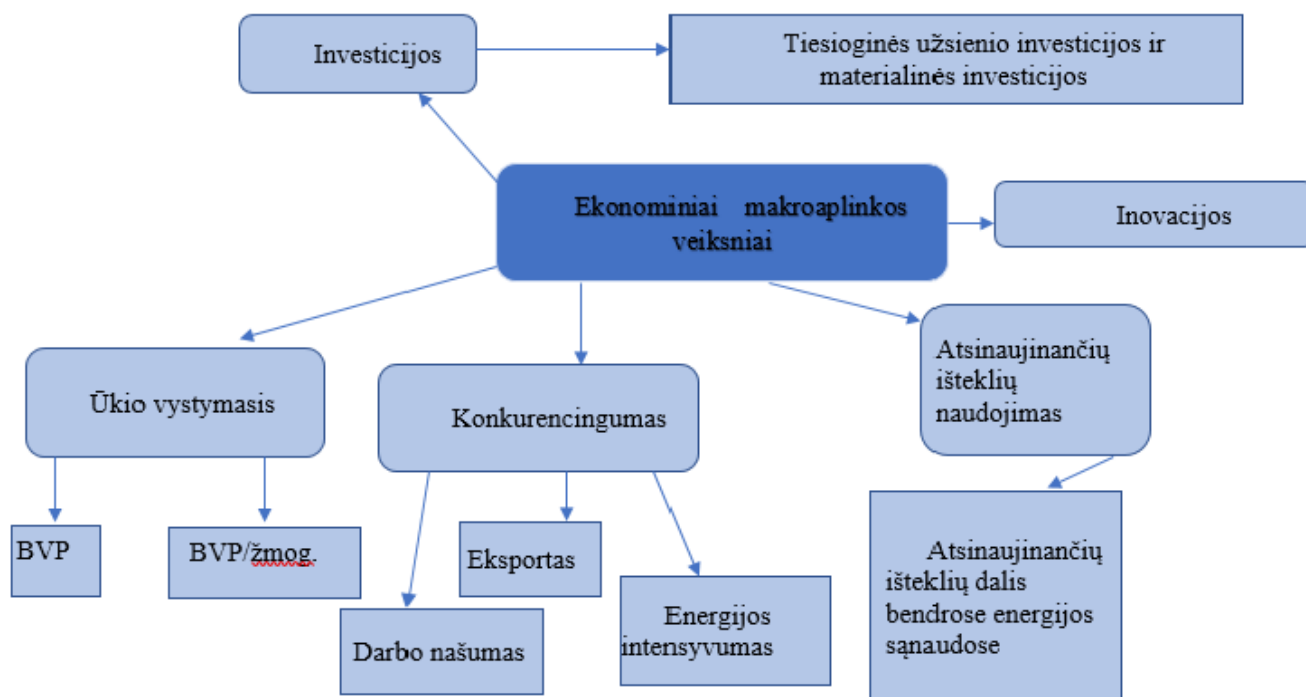 Investicijos
Tiesioginės užsienio investicijos ir
materialinės investicijos
Ekonominiai makroaplinkos
veiksniai
Inovacijos
Ūkio vystymasis
Konkurencingumas
Atsinaujinančių
išteklių
naudojimas
BVP
BVP/žmog.
Eksportas
Darbo našumas
Energijos
intensyvumas
Atsinaujinančių
išteklių dalis
bendrose energijos
sąnaudose